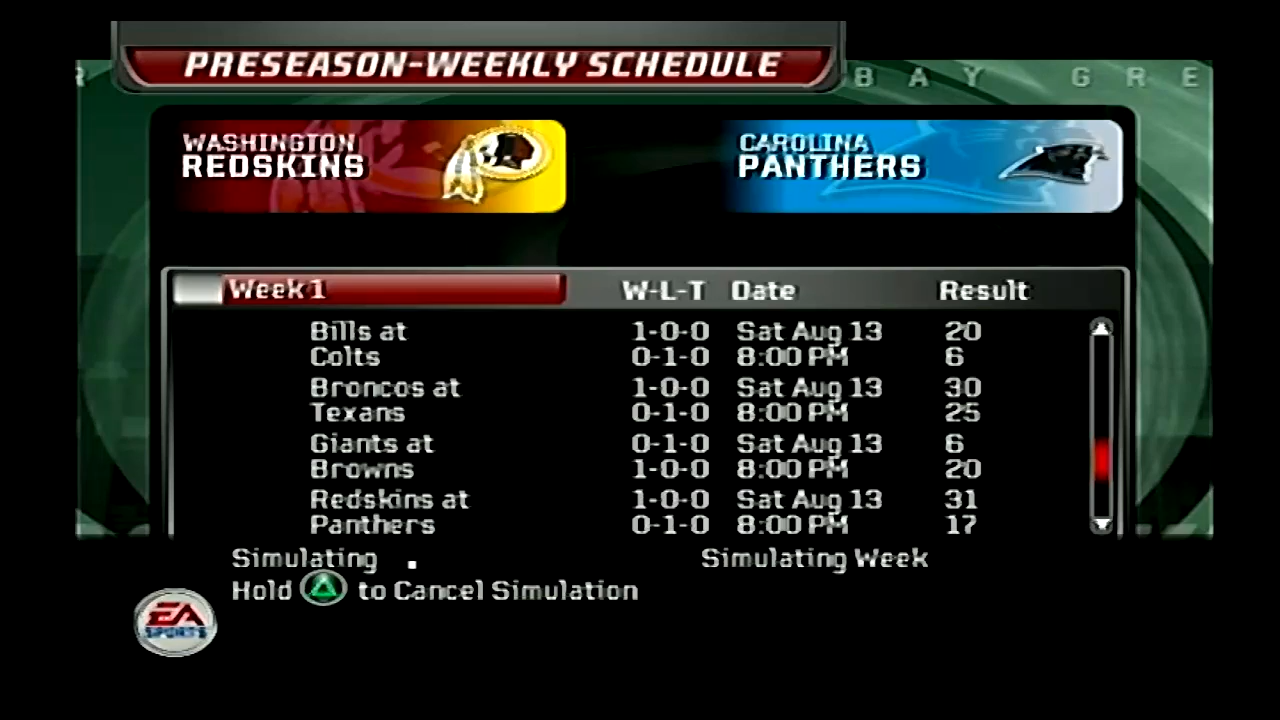 PRESEASON-WEEKLY SCHEDULE
R BAY GRE
WASHINGTON
REDSKINS
CAROLINA
PANTHERS
Week 1 W-L-T Date Result
Bills at 1-0-0 Sat Aug 13 20
Colts 0-1-0 8:00 PM 6
Broncos at 1-0-0 Sat Aug 13 30
Texans 0-1-0 8:00 PM 25
Giants at 0-1-0 Sat Aug 13 6
Browns 1-0-0 8:00 PM 20
Redskins at 1-0-0 Sat Aug 13 31
Panthers 0-1-0 8:00 PM 17
Simulating . Simulating Week
Hold to Cancel Simulation
EA
SPORTS